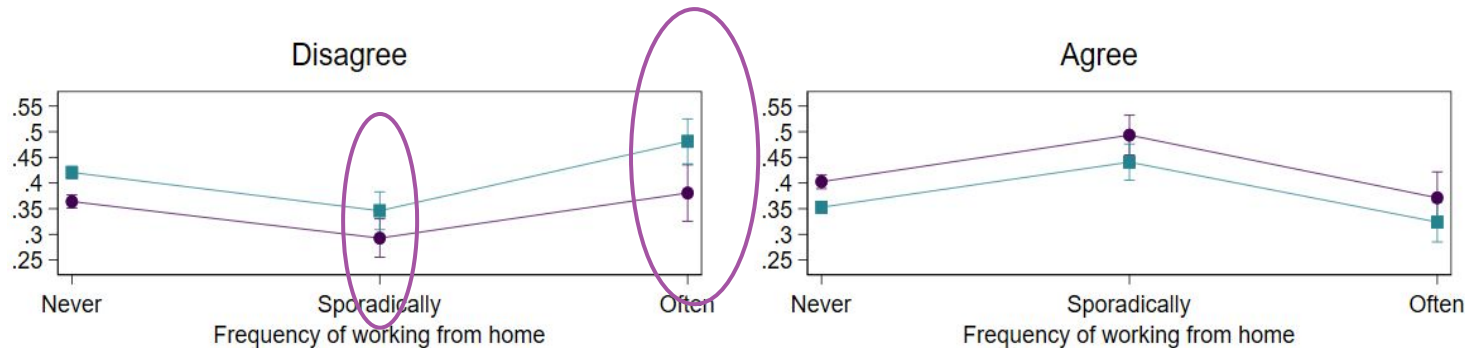 Disagree
.55
.5
.45
.4
.35
.3
.25
Never Sporadically Often
Frequency of working from home
Agree
.55
.5
.45
.4
.35
.3
.25
Never Sporadically Often
Frequency of working from home